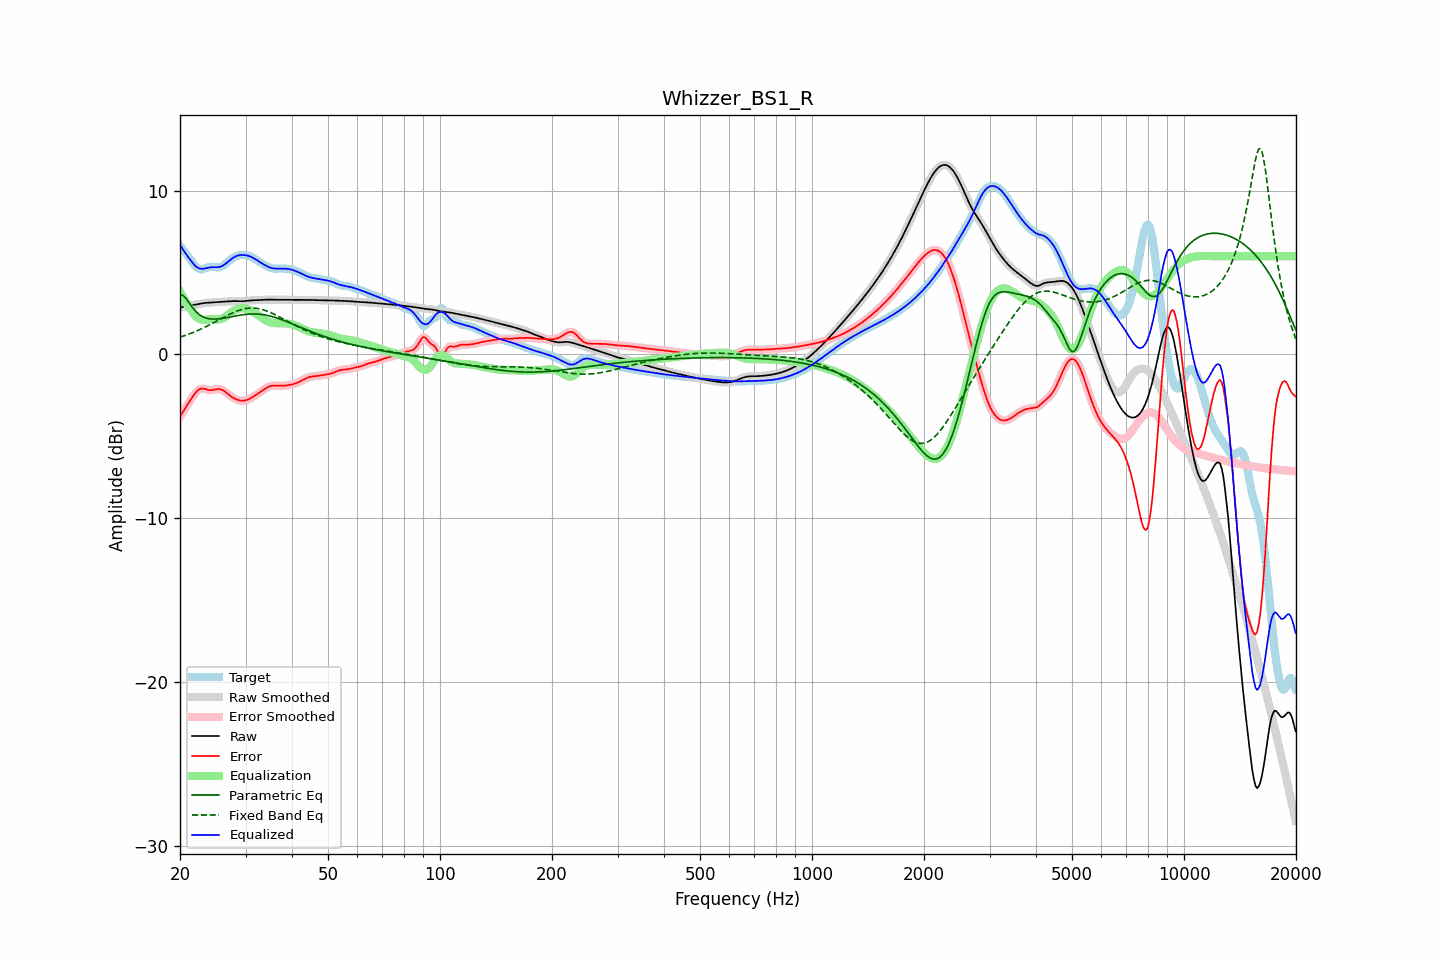 Whizzer_BS1_R
Amplitude (dBr)
10
0
−10
−20
−30
Target
Raw Smoothed
Error Smoothed
Raw
Error
Equalization
Parametric Eq
Fixed Band Eq
Equalized
20
50
100
200
500
1000
2000
5000
10000
20000
Frequency (Hz)